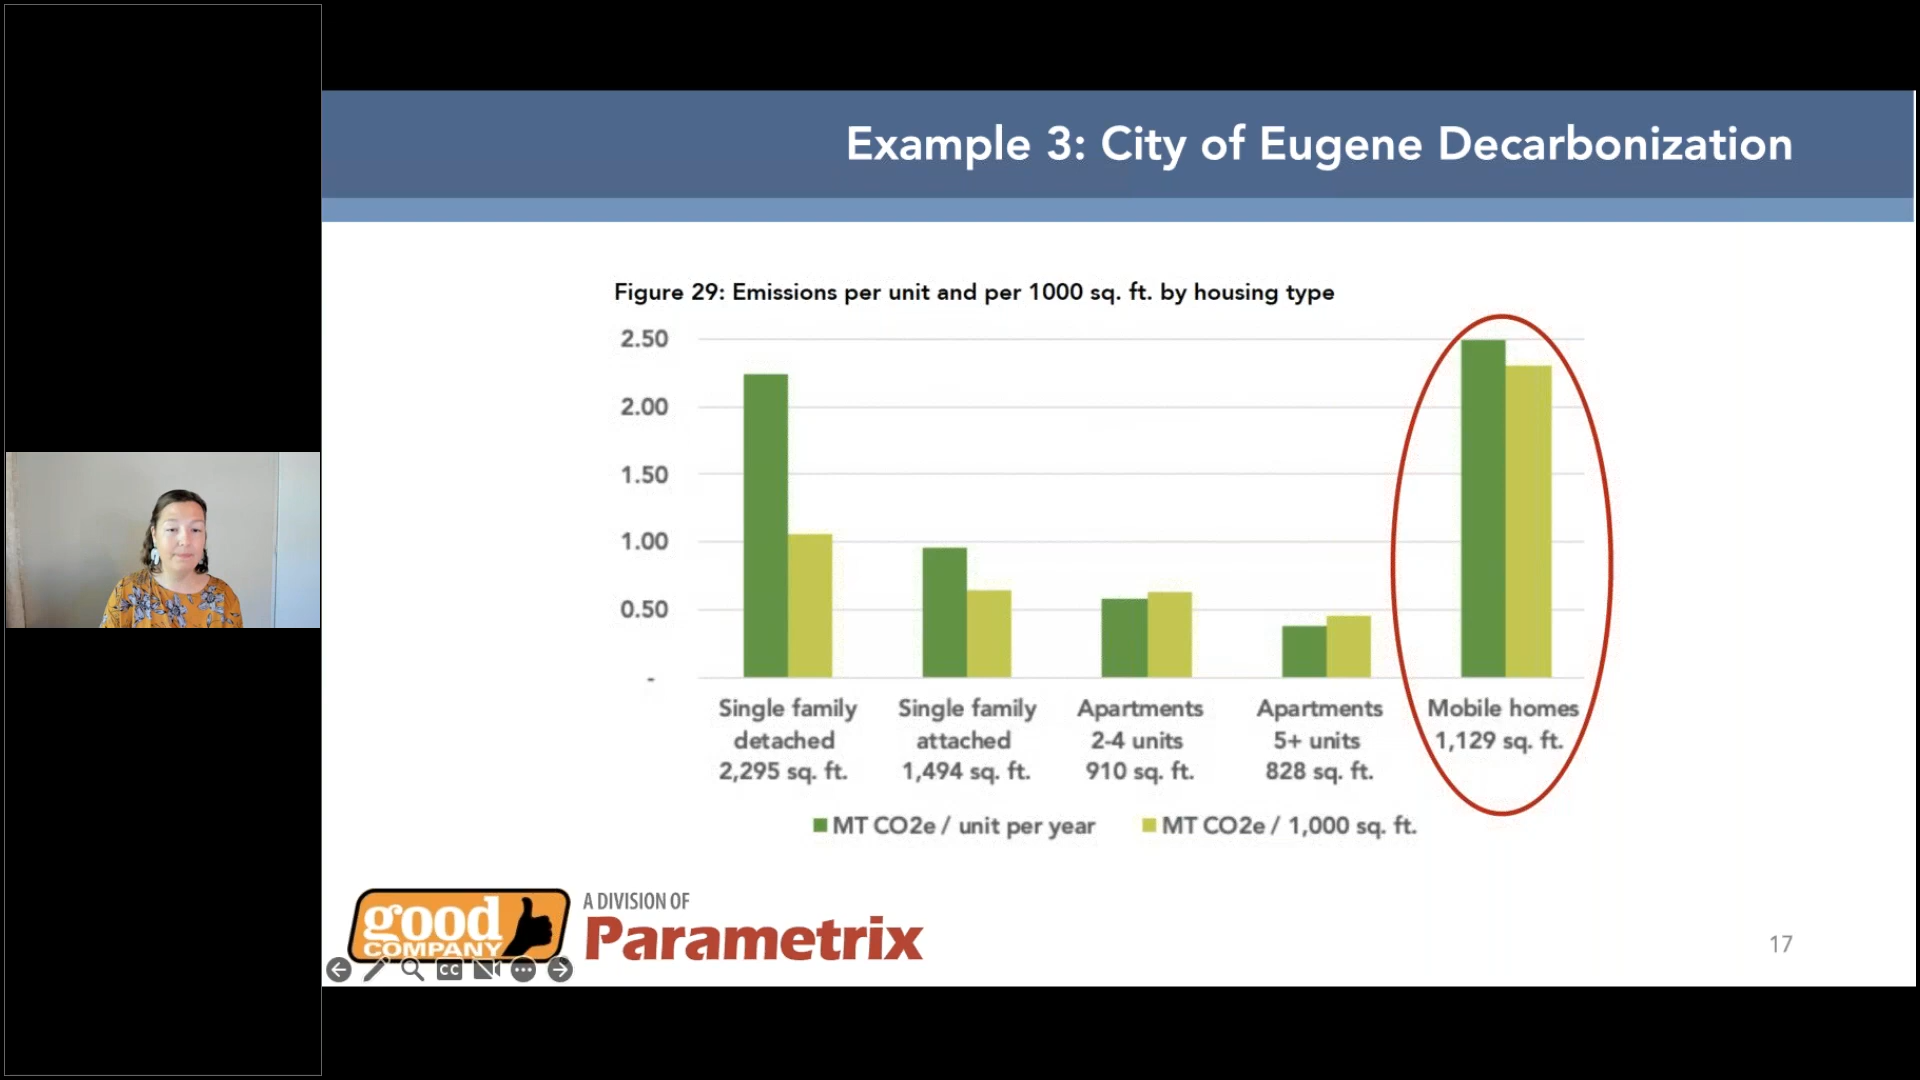 Example 3: City of Eugene Decarbonization
Figure 29: Emissions per unit and per 1000 sq. ft. by housing type
2.50
2.00
1.50
1.00
0.50
-
Single family
detached
2,295 sq. ft.
Single family
attached
1,494 sq. ft.
Apartments
2-4 units
910 sq. ft.
Apartments
5+ units
828 sq. ft.
Mobile homes
1,129 sq. ft.
MT CO2e / unit per year
MT CO2e / 1,000 sq. ft.
good
COMPANY
A DIVISION OF
Parametrix
CC
17